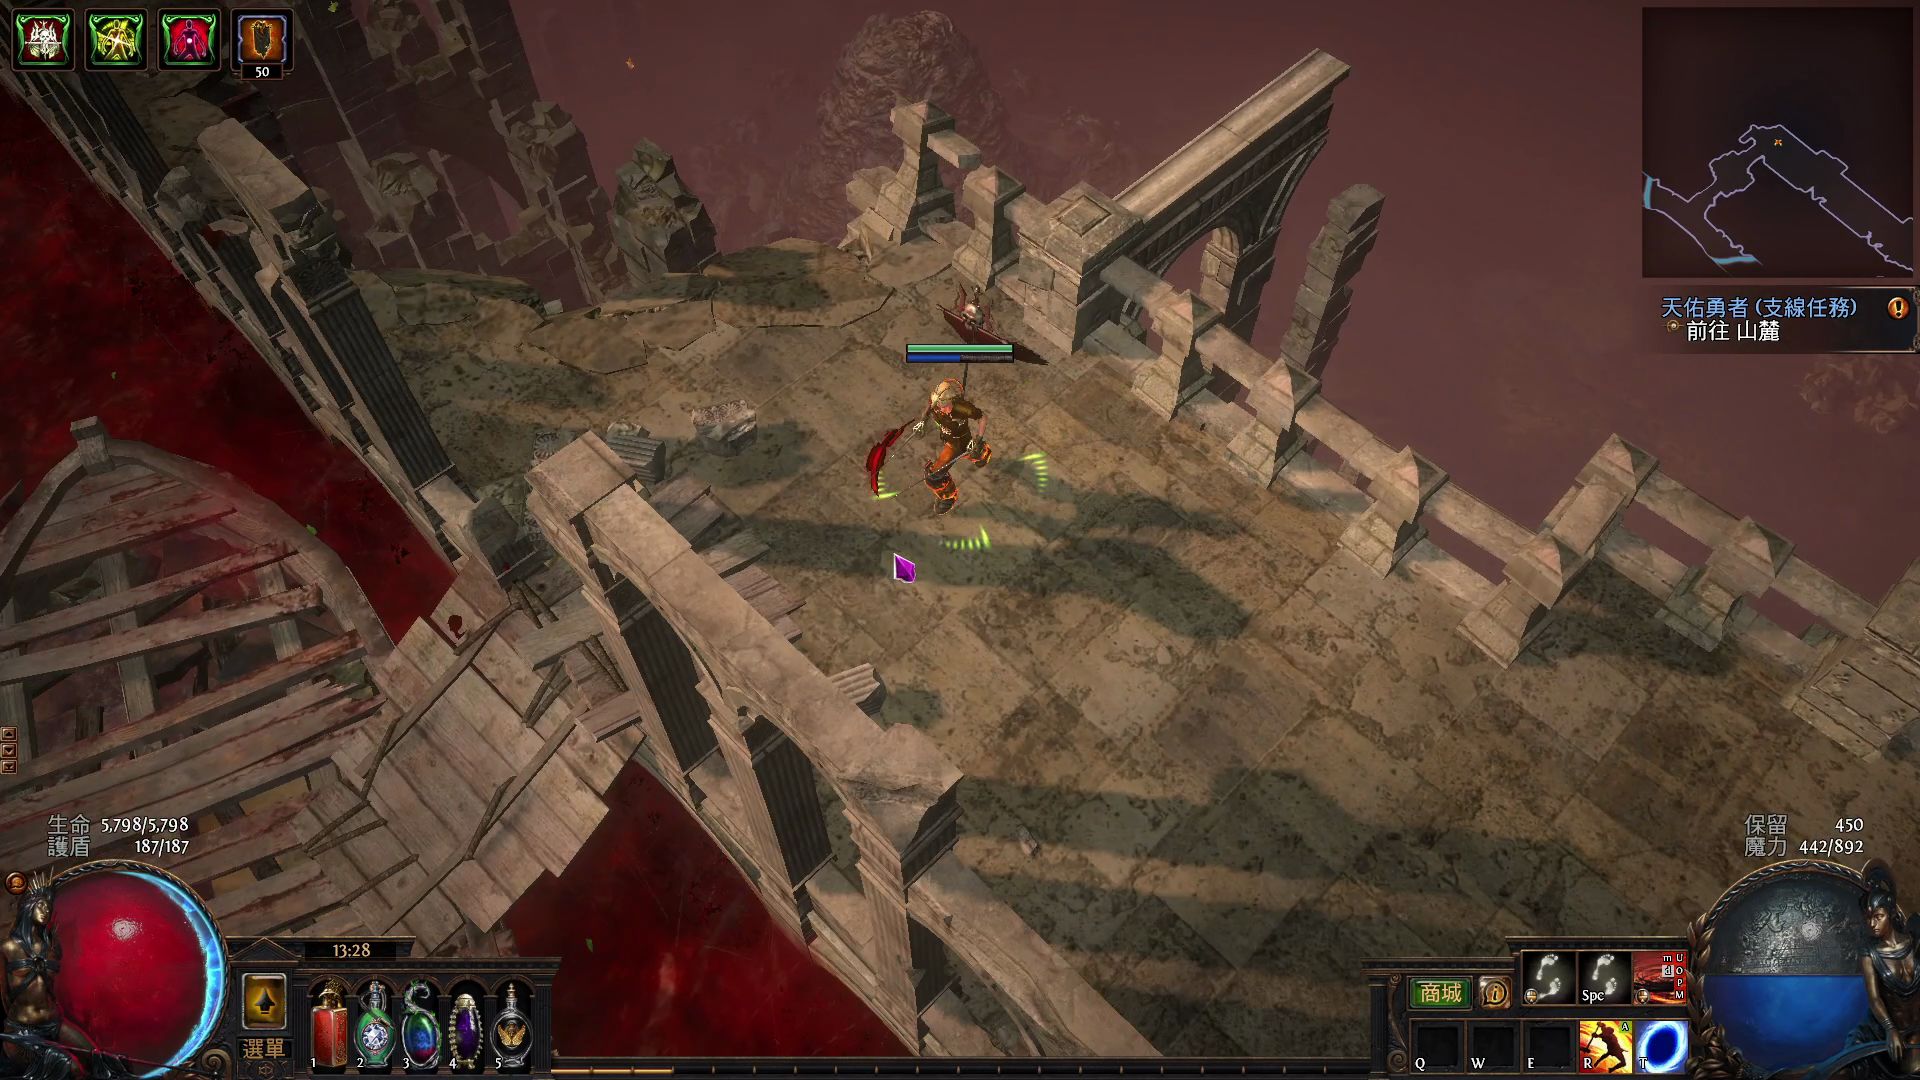 50
天佑勇者 (支線任務)
前往 山麓
生命 5,798/5,798
護盾 187/187
保留 450
魔力 442/892
13:28
選單
1
2
3
4
5
商城
Spc
m U
d O
P
M
Q
W
E
R
A
T